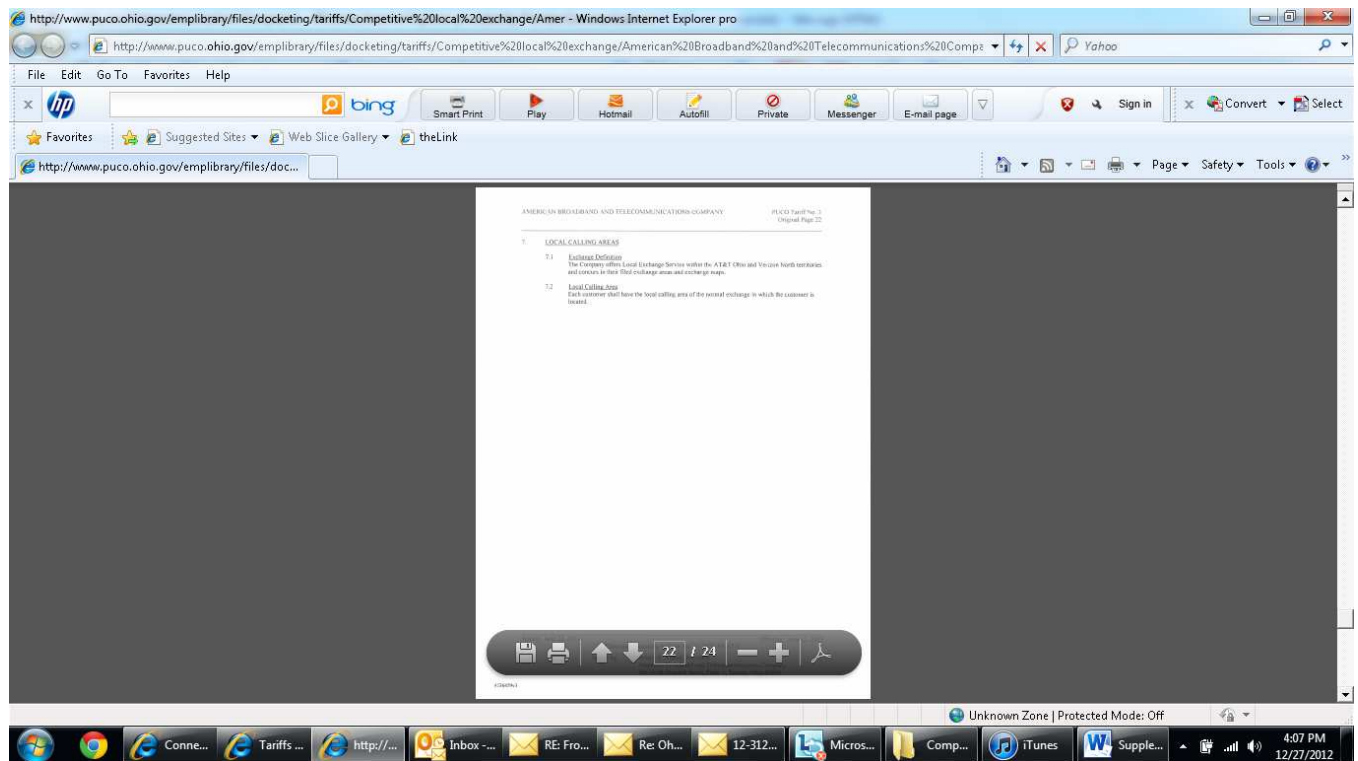 http://www.puco.ohio.gov/emplibrary/files/docketing/tariffs/Competitive%20local%20exchange/Amer - Windows Internet Explorer pro
http://www.puco.ohio.gov/emplibrary/files/docketing/tariffs/Competitive%20local%20exchange/American%20Broadband%20and%20Telecommunications%20Compa
Yahoo
File Edit Go To Favorites Help
hp bing Smart Print Play Hotmail Autofill Private Messenger E-mail page Sign in x Convert Select
Favorites Suggested Sites Web Slice Gallery theLink
http://www.puco.ohio.gov/emplibrary/files/doc... Page Safety Tools
AMERICAN BROADBAND AND TELECOMMUNICATIONS COMPANY PUCO Tariff No. 3
Original Page 22
7. LOCAL CALLING AREAS
7.1 Exchange Definition
The Company offers Local Exchange Service within the AT&T Ohio and Verizon North territories
and concurs in their filed exchange areas and exchange maps.
7.2 Local Calling Area
Each customer shall have the local calling area of the normal exchange in which the customer is
located.
22 / 24
Unknown Zone | Protected Mode: Off
Conne... Tariffs ... http://... Inbox -... RE: Fro... Re: Oh... 12-312... Micros... Comp... iTunes Supple... 4:07 PM
12/27/2012